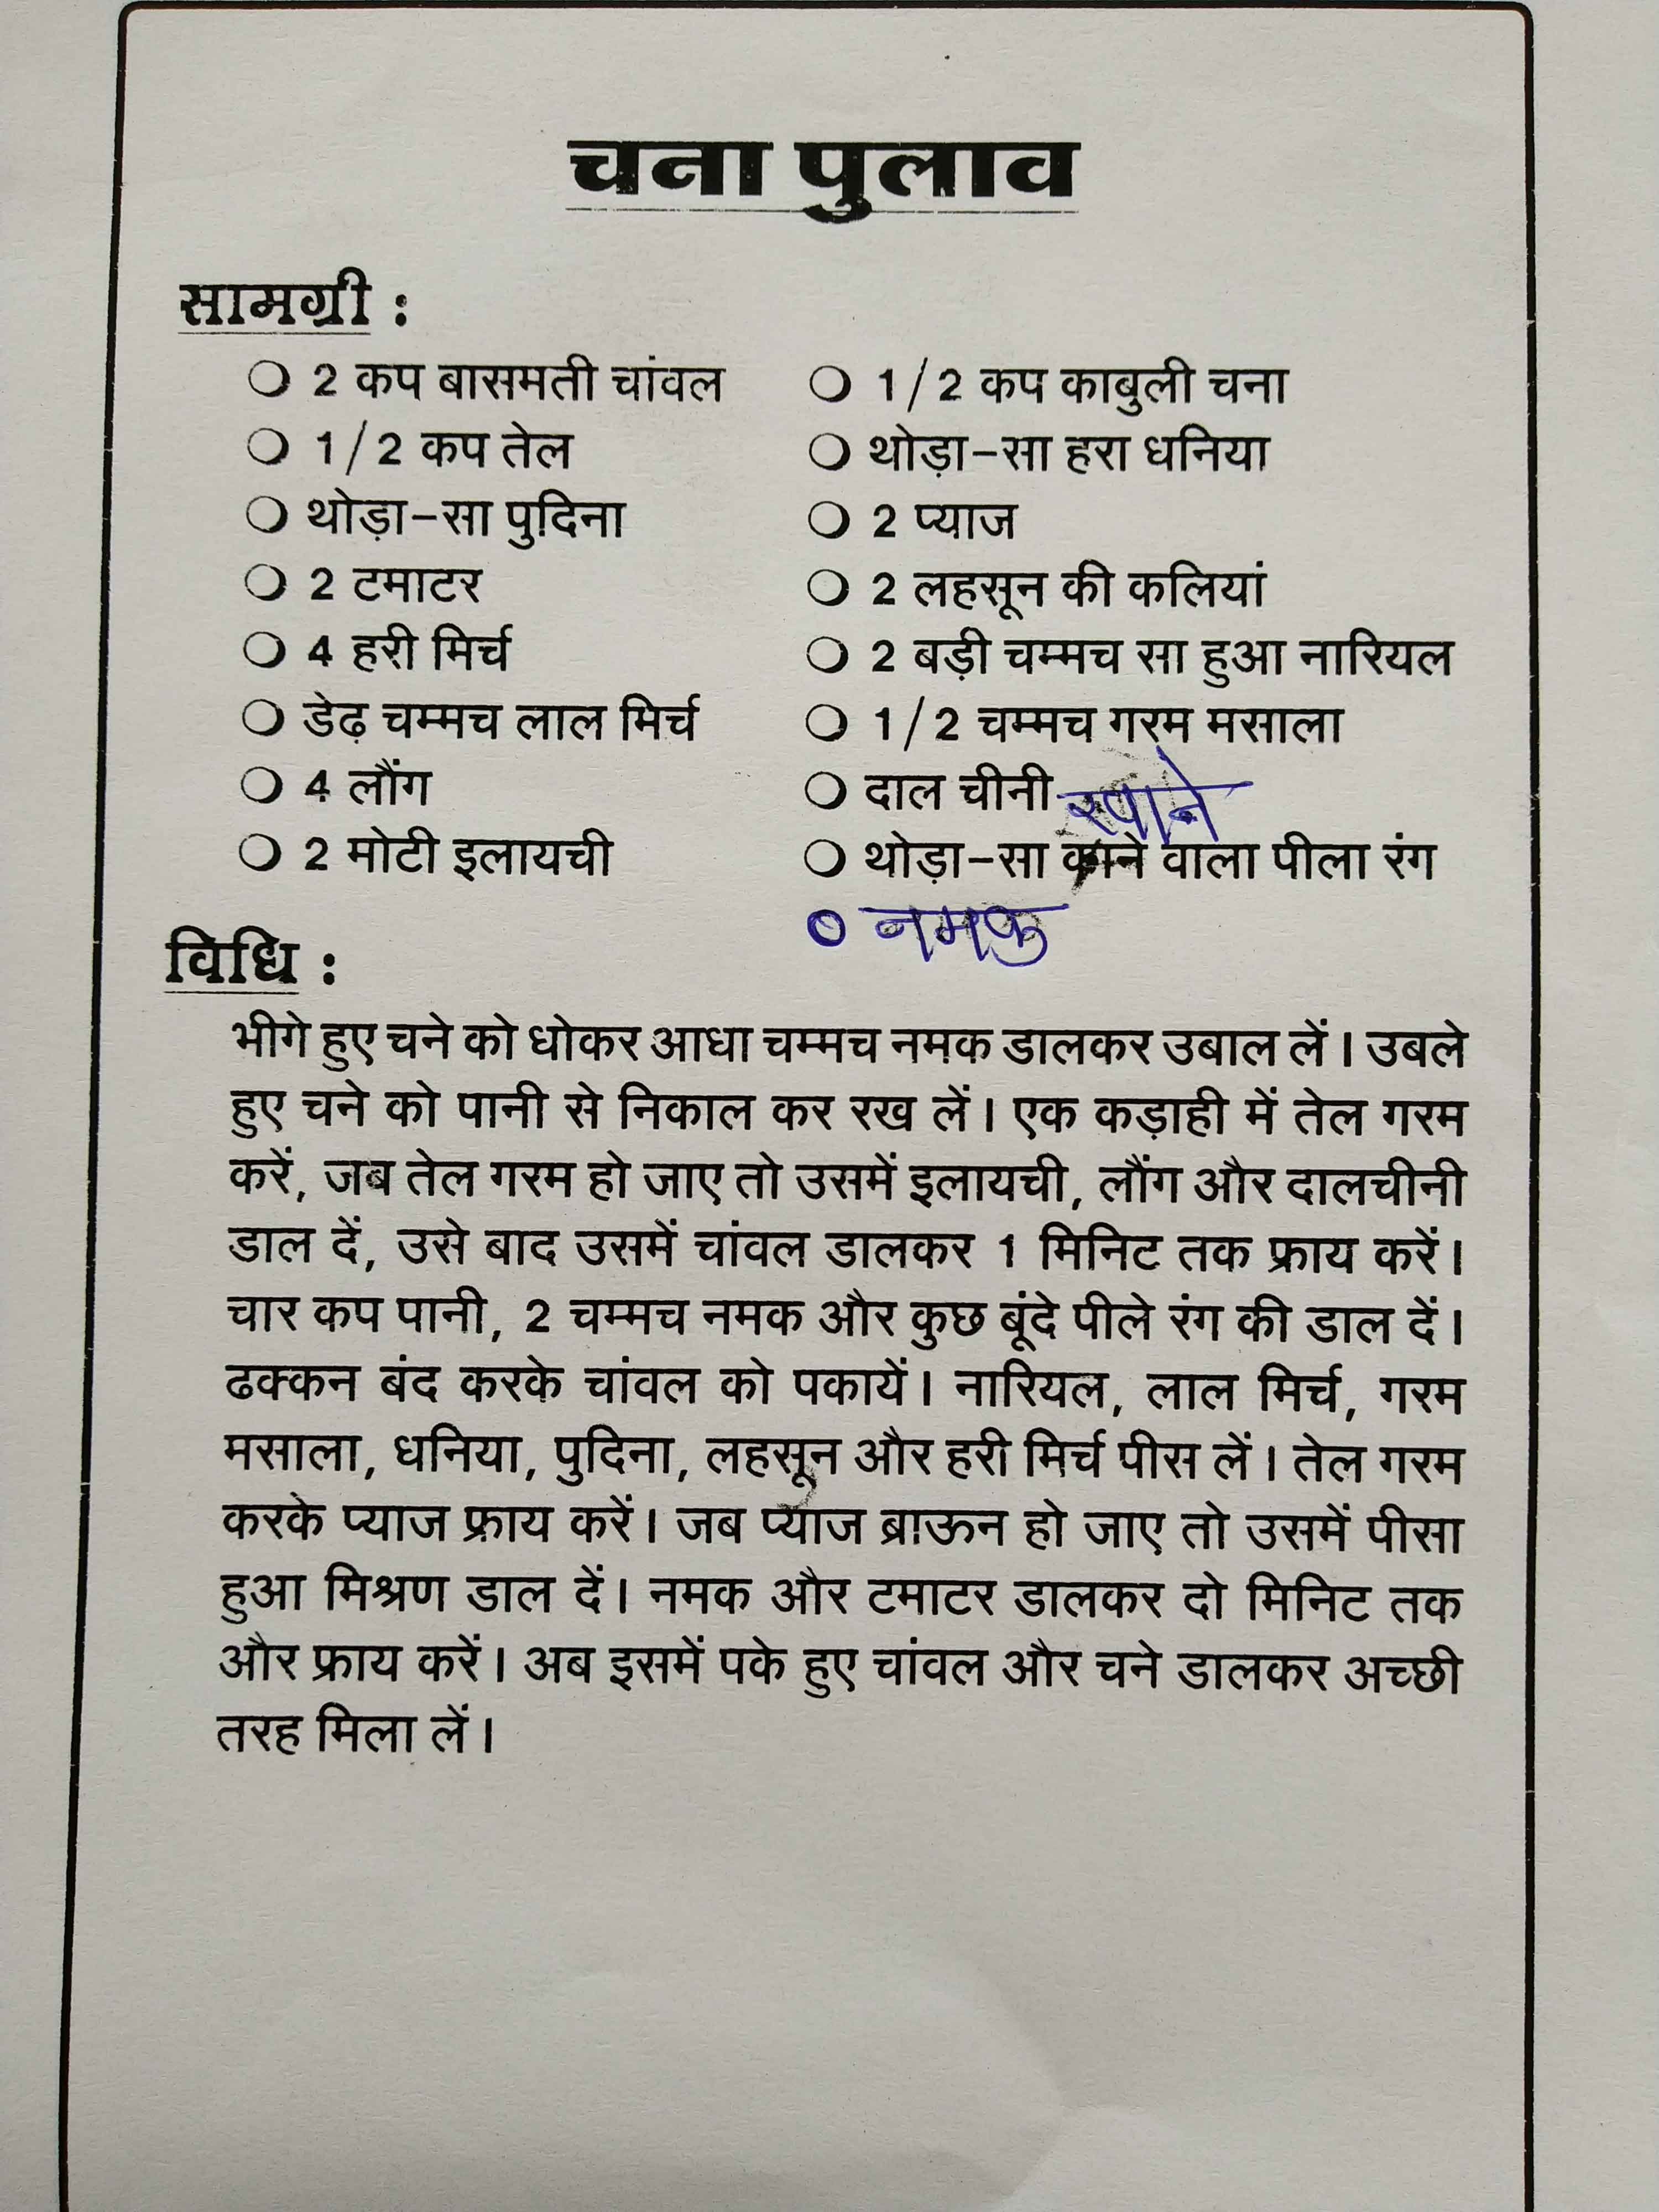 चना पुलाव
सामग्री :
○ 2 कप बासमती चांवल
○ 1/2 कप काबुली चना
○ 1/2 कप तेल
○ थोड़ा-सा हरा धनिया
○ थोड़ा-सा पुदिना
○ 2 प्याज
○ 2 टमाटर
○ 2 लहसून की कलियां
○ 4 हरी मिर्च
○ 2 बड़ी चम्मच सा हुआ नारियल
○ डेढ़ चम्मच लाल मिर्च
○ 1/2 चम्मच गरम मसाला
○ 4 लौंग
○ दाल चीनी
खाने
○ 2 मोटी इलायची
○ थोड़ा-सा काने वाला पीला रंग
○ नमक
विधि :
भीगे हुए चने को धोकर आधा चम्मच नमक डालकर उबाल लें। उबले
हुए चने को पानी से निकाल कर रख लें। एक कड़ाही में तेल गरम
करें, जब तेल गरम हो जाए तो उसमें इलायची, लौंग और दालचीनी
डाल दें, उसे बाद उसमें चांवल डालकर 1 मिनिट तक फ्राय करें।
चार कप पानी, 2 चम्मच नमक और कुछ बूंदे पीले रंग की डाल दें।
ढक्कन बंद करके चांवल को पकायें। नारियल, लाल मिर्च, गरम
मसाला, धनिया, पुदिना, लहसून और हरी मिर्च पीस लें। तेल गरम
करके प्याज फ्राय करें। जब प्याज ब्राऊन हो जाए तो उसमें पीसा
हुआ मिश्रण डाल दें। नमक और टमाटर डालकर दो मिनिट तक
और फ्राय करें। अब इसमें पके हुए चांवल और चने डालकर अच्छी
तरह मिला लें।